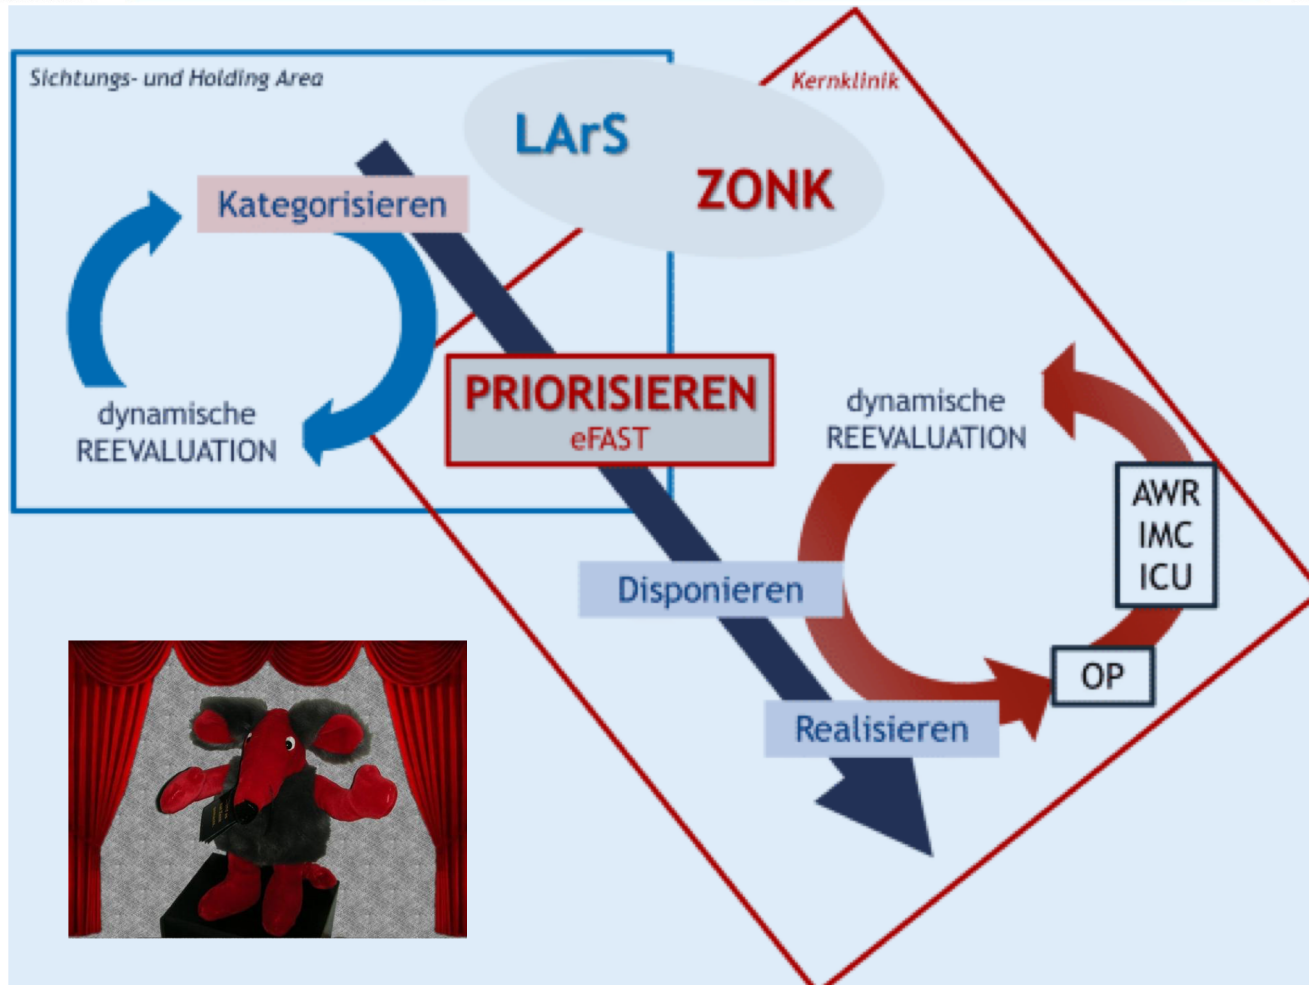 Sichtungs- und Holding Area
Kernklinik
LArS
ZONK
Kategorisieren
dynamische
REEVALUATION
PRIORISIEREN
eFAST
dynamische
REEVALUATION
AWR
IMC
ICU
Disponieren
OP
Realisieren